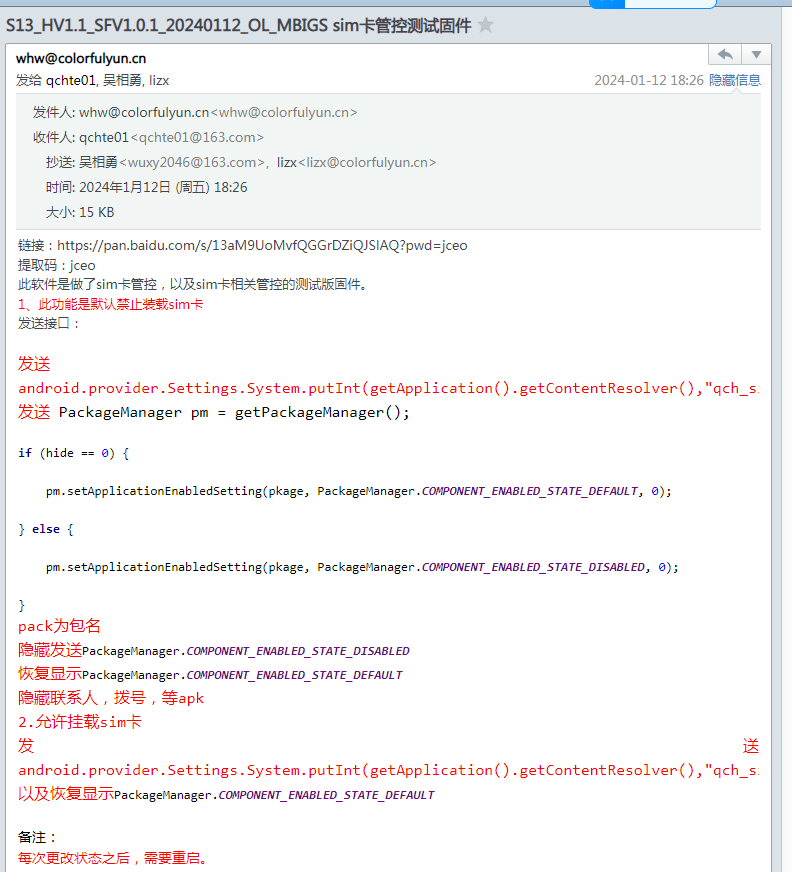 S13_HV1.1_SFV1.0.1_20240112_OL_MBIGS sim卡管控测试固件
whw@colorfulyun.cn
发给 qchte01, 吴相勇, lizx 2024-01-12 18:26 隐藏信息
发件人: whw@colorfulyun.cn<whw@colorfulyun.cn>
收件人: qchte01<qchte01@163.com>
抄送: 吴相勇<wuxy2046@163.com>, lizx<lizx@colorfulyun.cn>
时间: 2024年1月12日 (周五) 18:26
大小: 15 KB
链接：https://pan.baidu.com/s/13aM9UoMvfQGGrDZiQJSIAQ?pwd=jceo
提取码：jceo
此软件是做了sim卡管控，以及sim卡相关管控的测试版固件。
1、此功能是默认禁止装载sim卡
发送接口：
发送
android.provider.Settings.System.putInt(getApplication().getContentResolver(),"qch_si
发送 PackageManager pm = getPackageManager();
if (hide == 0) {
pm.setApplicationEnabledSetting(pkage, PackageManager.COMPONENT_ENABLED_STATE_DEFAULT, 0);
} else {
pm.setApplicationEnabledSetting(pkage, PackageManager.COMPONENT_ENABLED_STATE_DISABLED, 0);
}
pack为包名
隐藏发送PackageManager.COMPONENT_ENABLED_STATE_DISABLED
恢复显示PackageManager.COMPONENT_ENABLED_STATE_DEFAULT
隐藏联系人，拨号，等apk
2.允许挂载sim卡
发 送
android.provider.Settings.System.putInt(getApplication().getContentResolver(),"qch_si
以及恢复显示PackageManager.COMPONENT_ENABLED_STATE_DEFAULT
备注：
每次更改状态之后，需要重启。